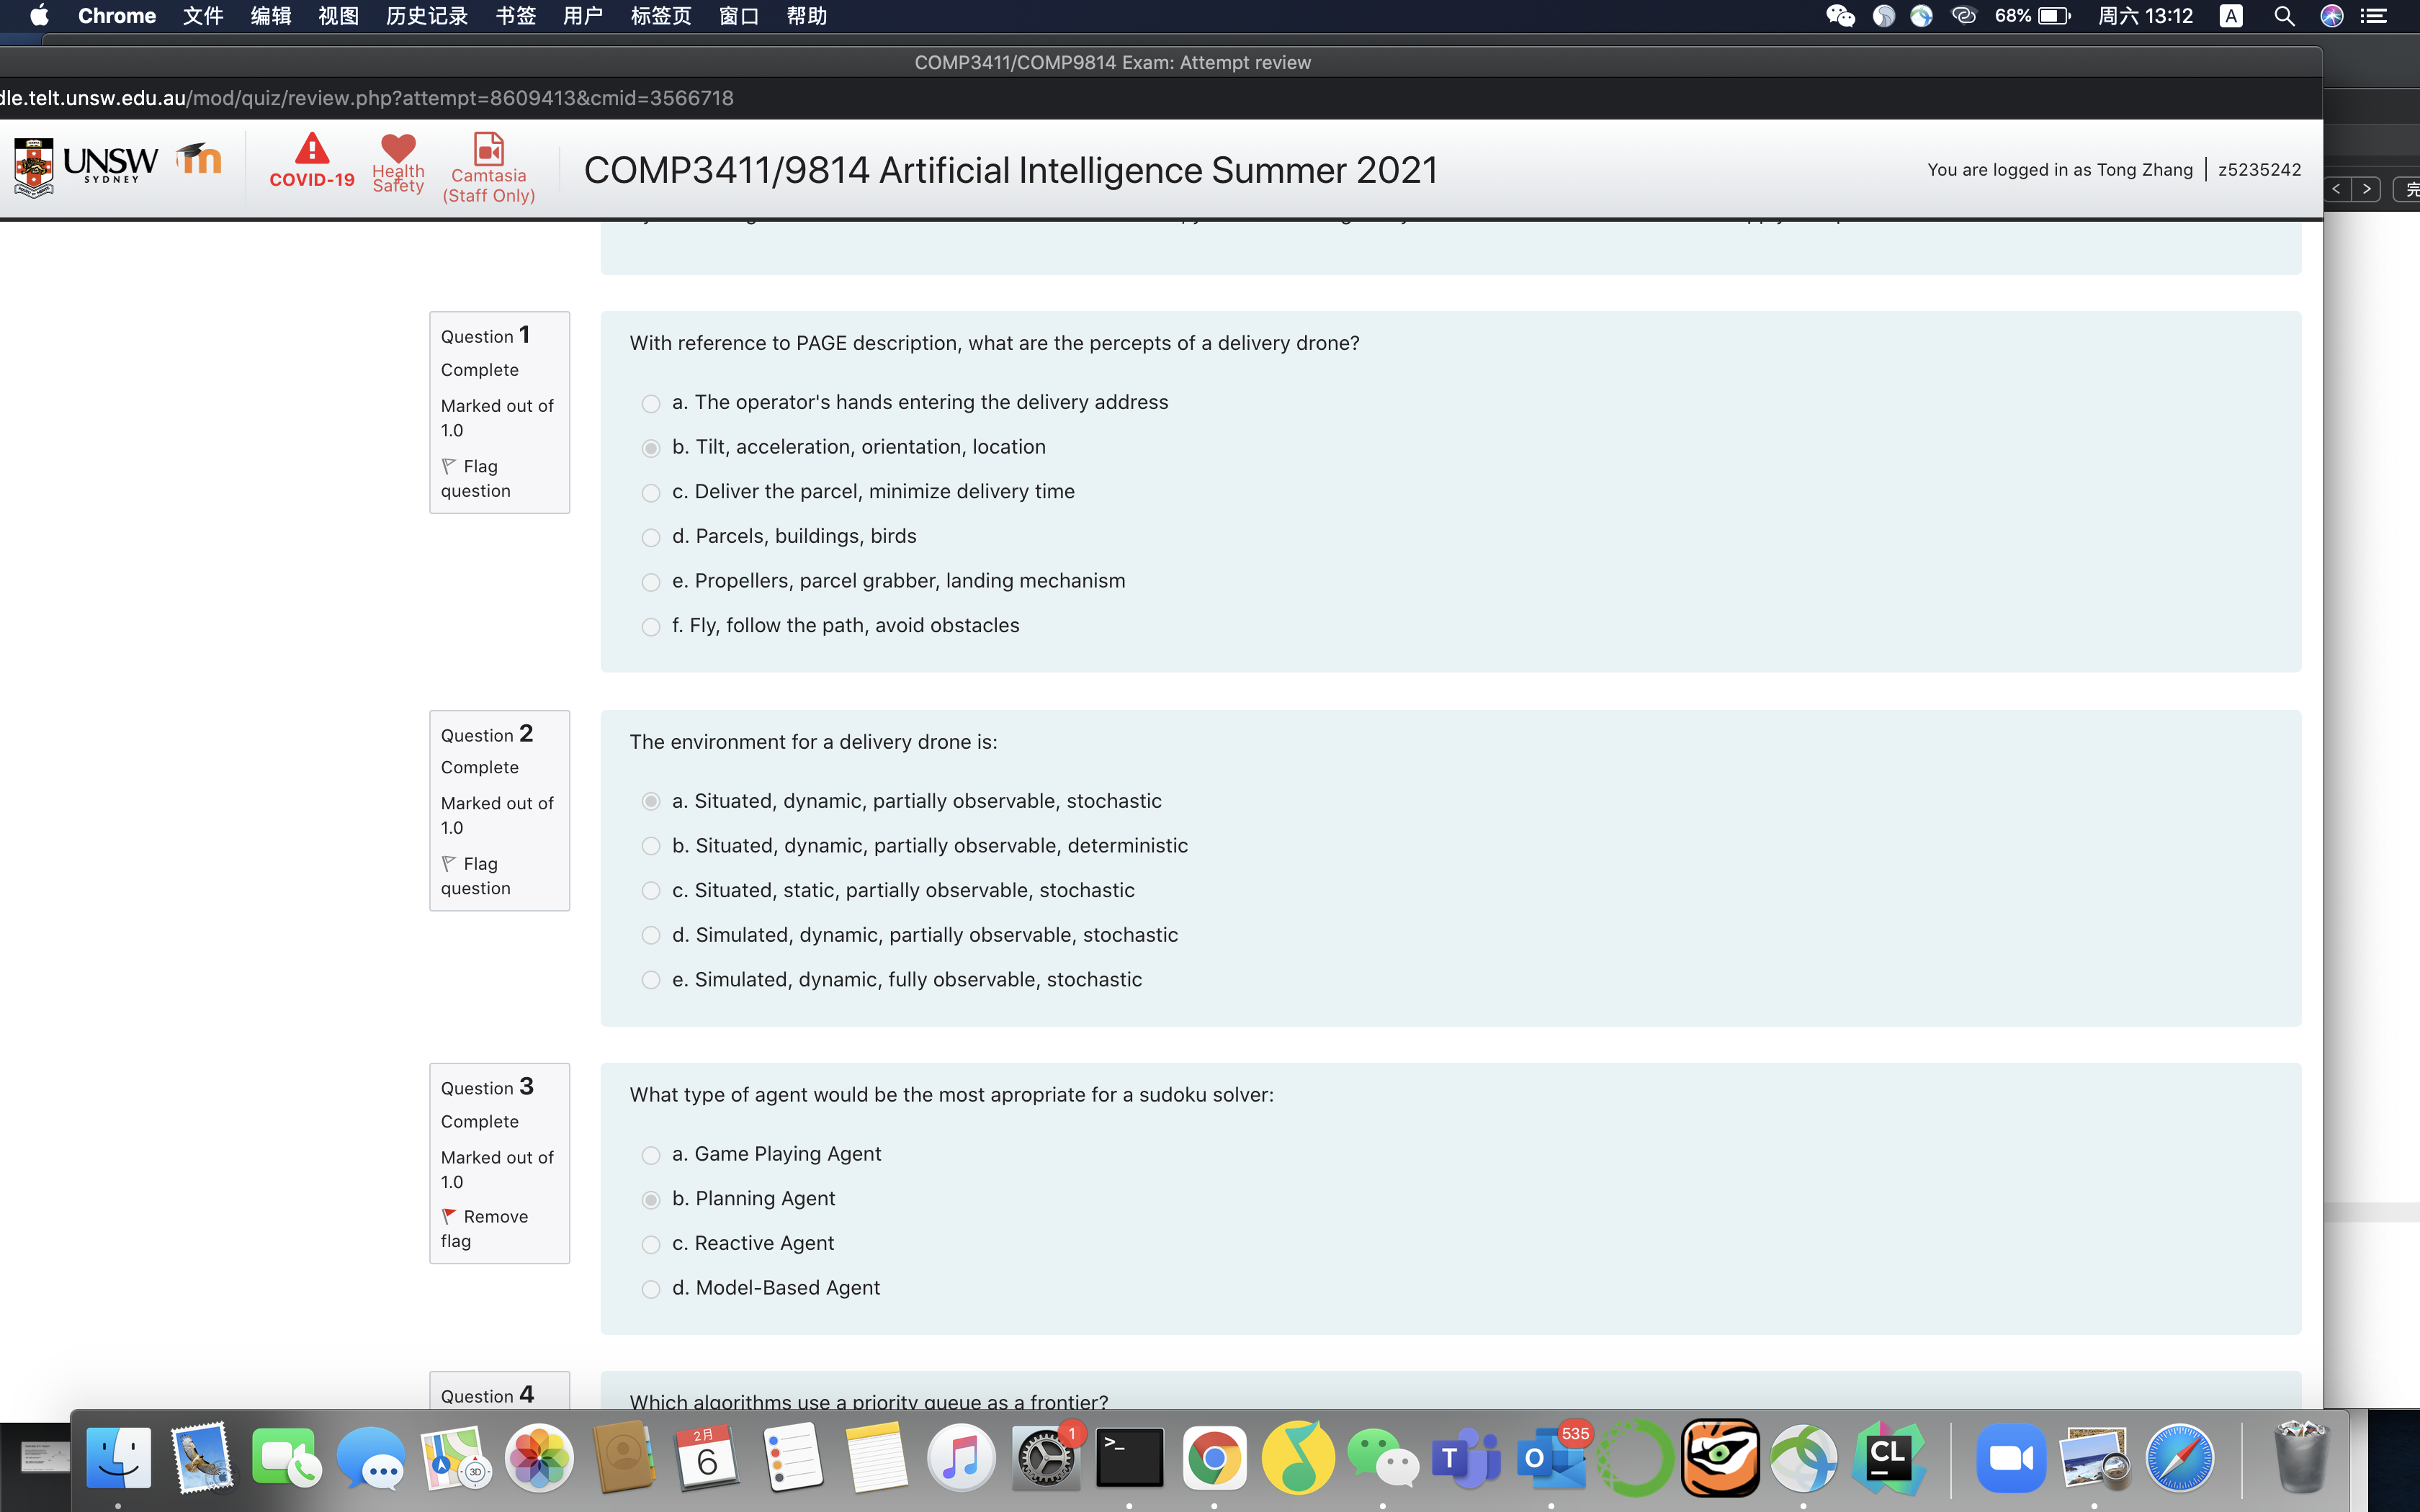 Chrome 文件 编辑 视图 历史记录 书签 用户 标签页 窗口 帮助 68% 周六 13:12 A
COMP3411/COMP9814 Exam: Attempt review
dle.telt.unsw.edu.au/mod/quiz/review.php?attempt=8609413&cmid=3566718
UNSW
SYDNEY
COVID-19
Health
Safety
Camtasia
(Staff Only)
COMP3411/9814 Artificial Intelligence Summer 2021
You are logged in as Tong Zhang z5235242
Question 1
Complete
Marked out of
1.0
Flag
question
With reference to PAGE description, what are the percepts of a delivery drone?
a. The operator's hands entering the delivery address
b. Tilt, acceleration, orientation, location
c. Deliver the parcel, minimize delivery time
d. Parcels, buildings, birds
e. Propellers, parcel grabber, landing mechanism
f. Fly, follow the path, avoid obstacles
Question 2
Complete
Marked out of
1.0
Flag
question
The environment for a delivery drone is:
a. Situated, dynamic, partially observable, stochastic
b. Situated, dynamic, partially observable, deterministic
c. Situated, static, partially observable, stochastic
d. Simulated, dynamic, partially observable, stochastic
e. Simulated, dynamic, fully observable, stochastic
Question 3
Complete
Marked out of
1.0
Remove
flag
What type of agent would be the most apropriate for a sudoku solver:
a. Game Playing Agent
b. Planning Agent
c. Reactive Agent
d. Model-Based Agent
Question 4
Which algorithms use a priority queue as a frontier?
3D
2月
6
1
>_
T
O
535
CL